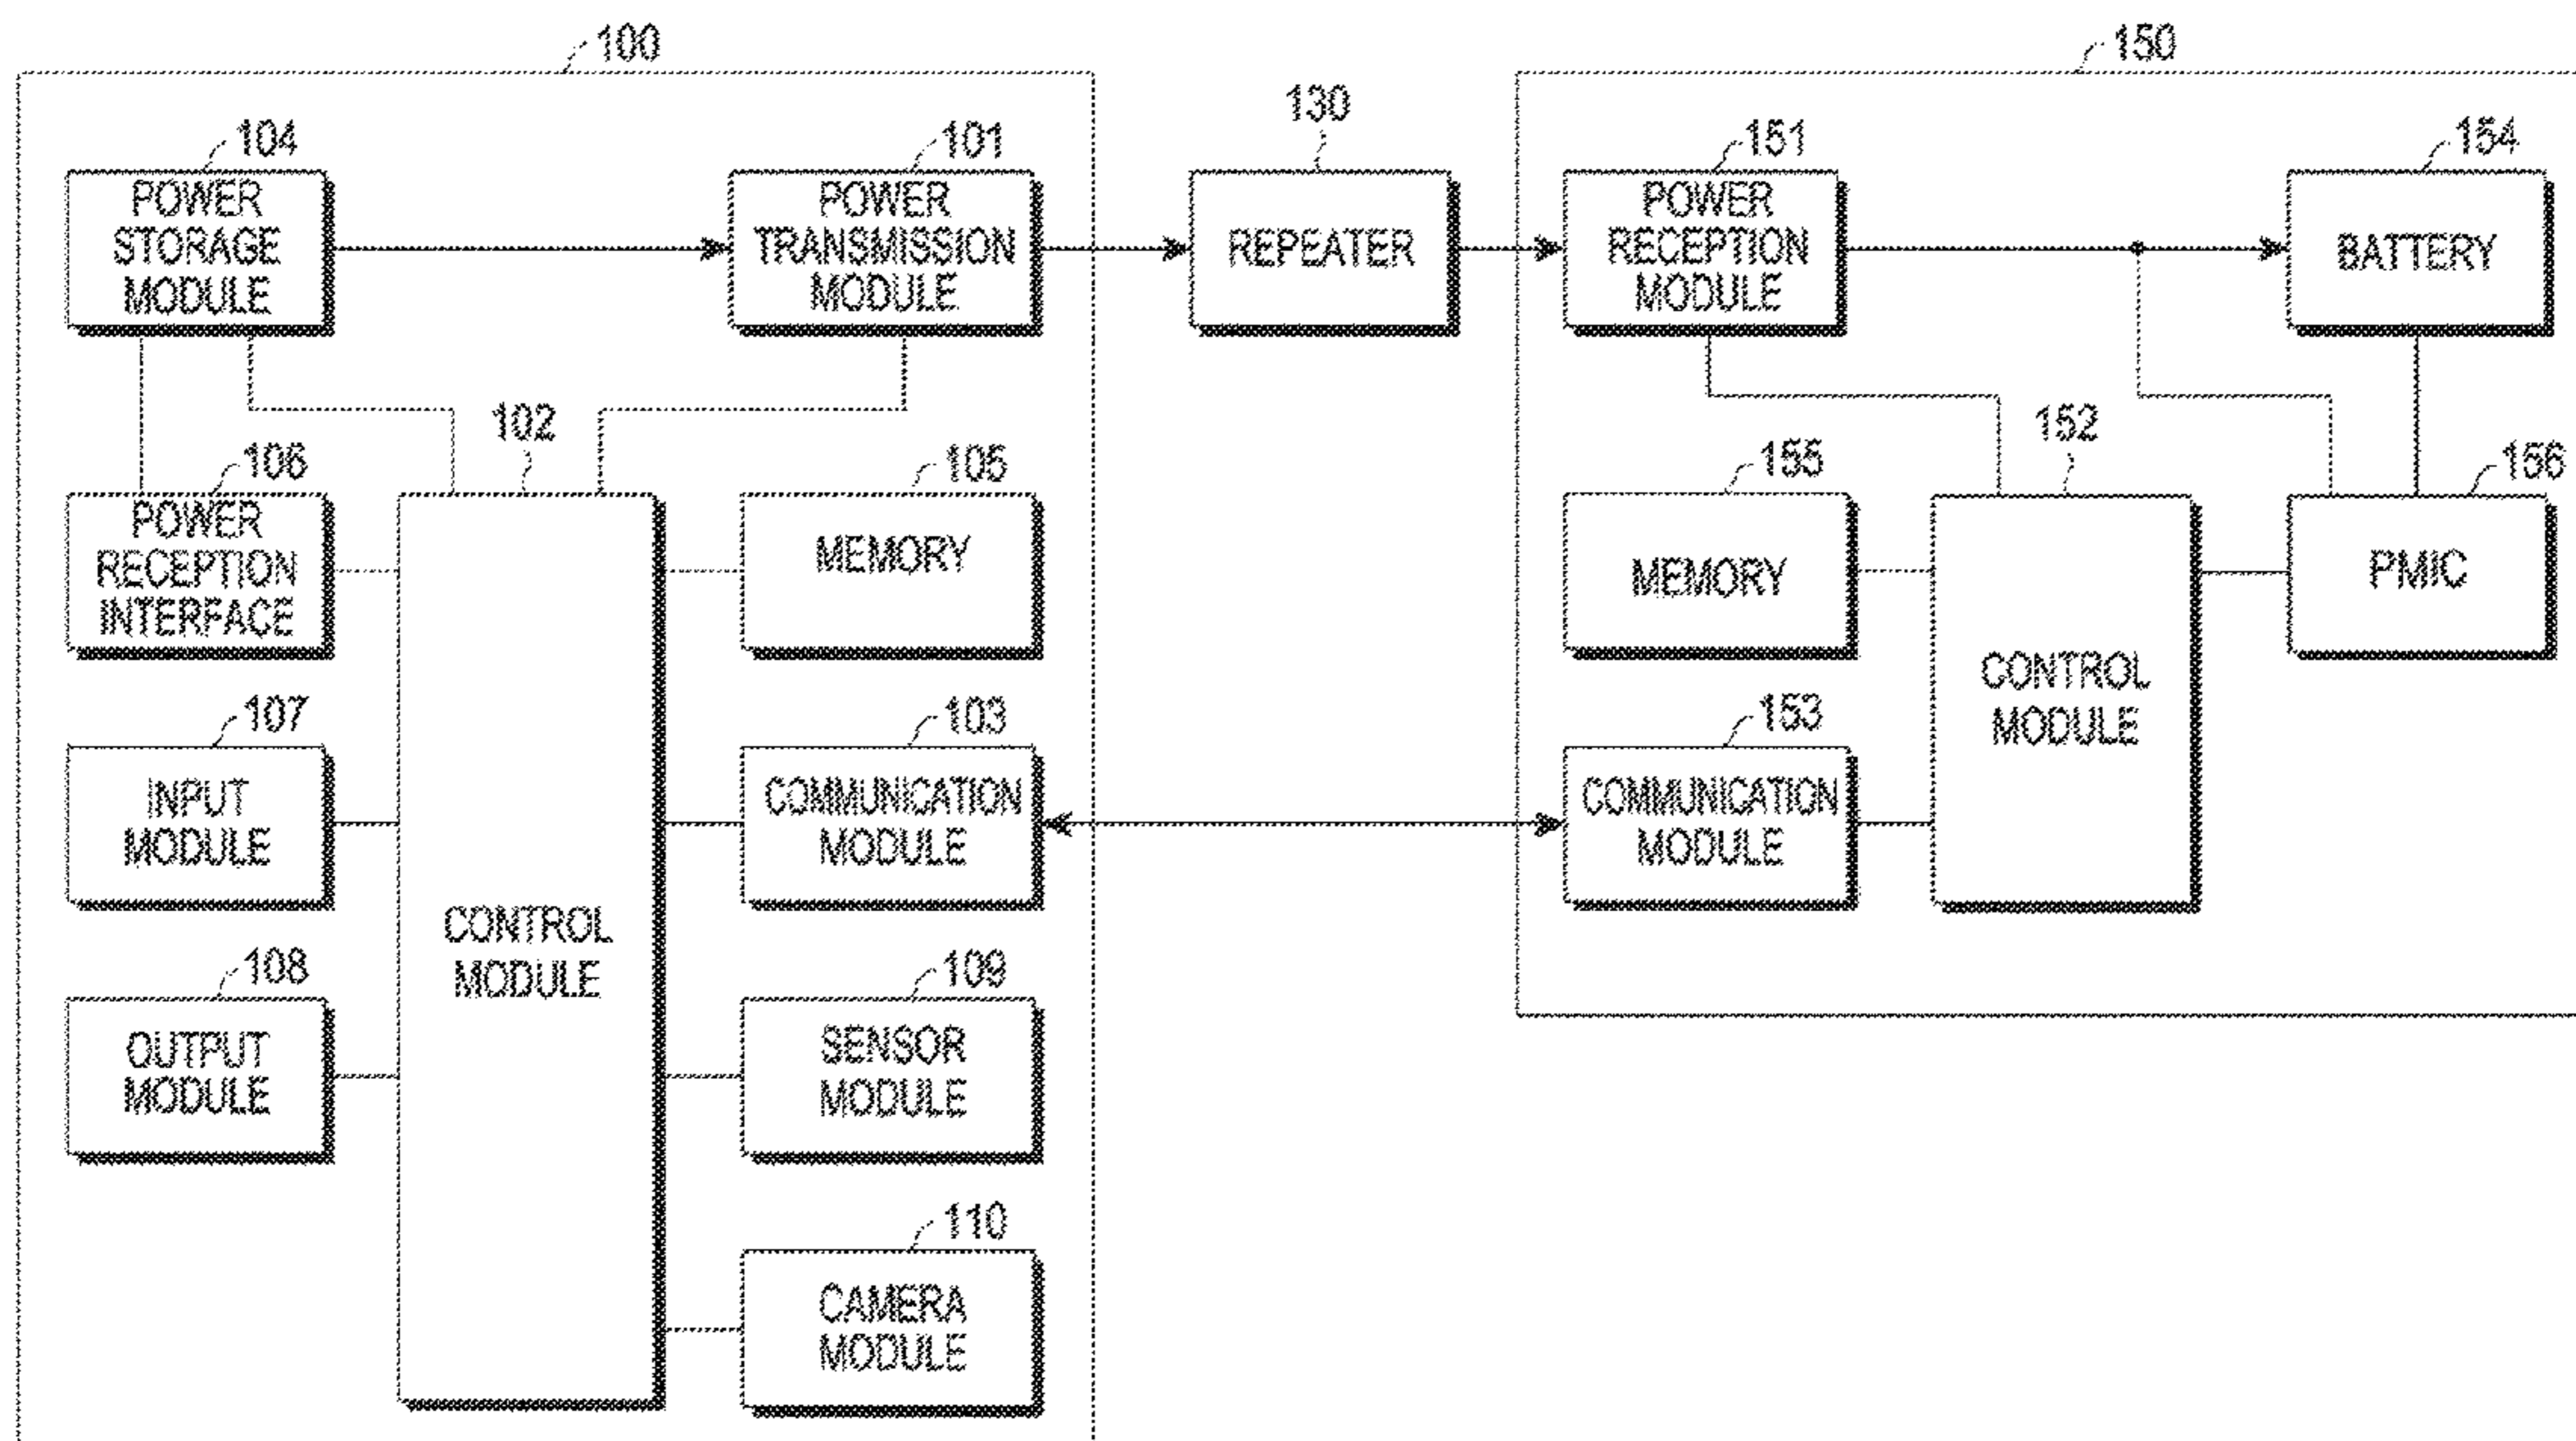 100
150
104
POWER
STORAGE
MODULE
101
POWER
TRANSMISSION
MODULE
130
REPEATER
151
POWER
RECEPTION
MODULE
154
BATTERY
106
POWER
RECEPTION
INTERFACE
102
CONTROL
MODULE
105
MEMORY
155
MEMORY
152
CONTROL
MODULE
156
PMIC
107
INPUT
MODULE
103
COMMUNICATION
MODULE
153
COMMUNICATION
MODULE
108
OUTPUT
MODULE
109
SENSOR
MODULE
110
CAMERA
MODULE